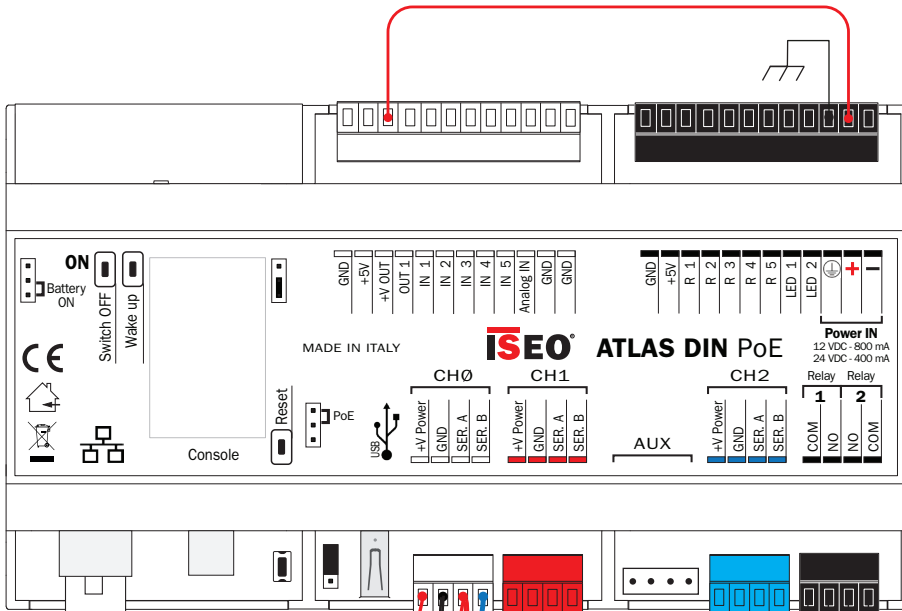 ON
Battery
ON
Switch OFF
Wake up
Console
Reset
PoE
USB
GND
+5V
+V OUT
OUT 1
IN 1
IN 2
IN 3
IN 4
IN 5
Analog IN
GND
GND
MADE IN ITALY
ISEO®
ATLAS DIN PoE
GND
+5V
R 1
R 2
R 3
R 4
R 5
LED 1
LED 2
+
−
Power IN
12 VDC - 800 mA
24 VDC - 400 mA
CH0
+V Power
GND
SER. A
SER. B
CH1
+V Power
GND
SER. A
SER. B
AUX
CH2
+V Power
GND
SER. A
SER. B
Relay
1
COM
NO
Relay
2
NO
COM
CE